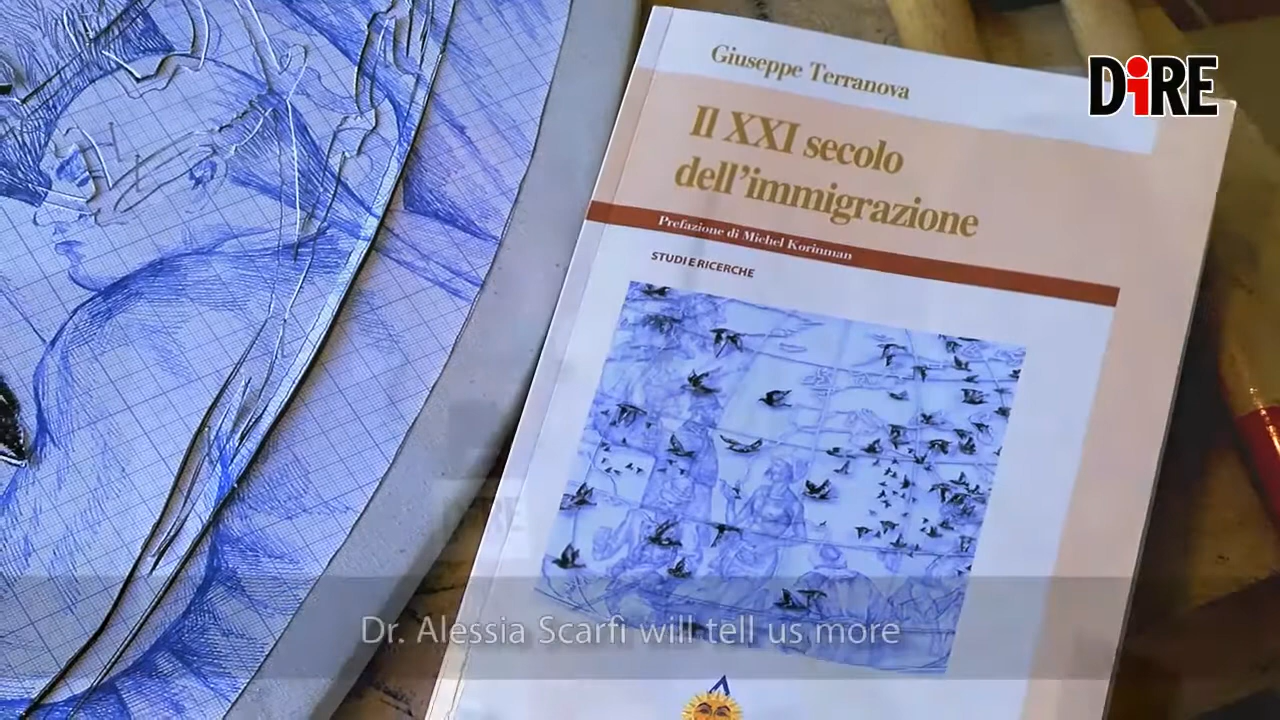 DiRE
Giuseppe Terranova
Il XXI secolo
dell'immigrazione
Prefazione di Michel Korinman
STUDI E RICERCHE
Dr. Alessia Scarfi will tell us more